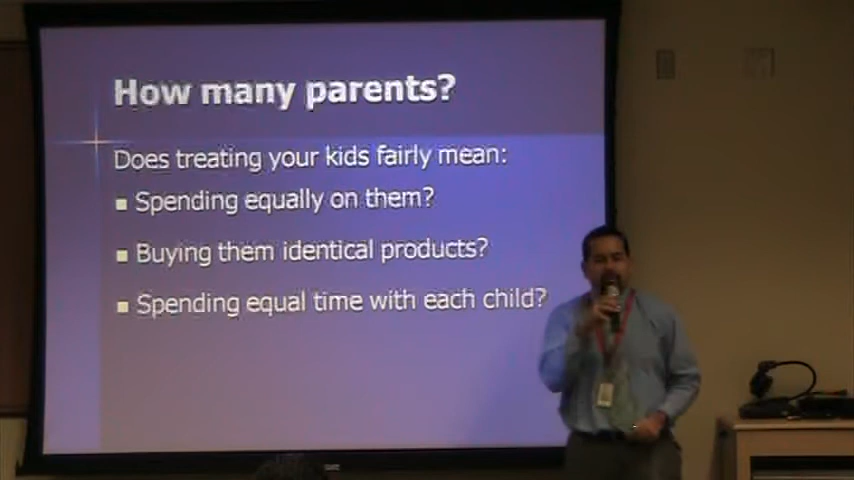 How many parents?
Does treating your kids fairly mean:
Spending equally on them?
Buying them identical products?
Spending equal time with each child?